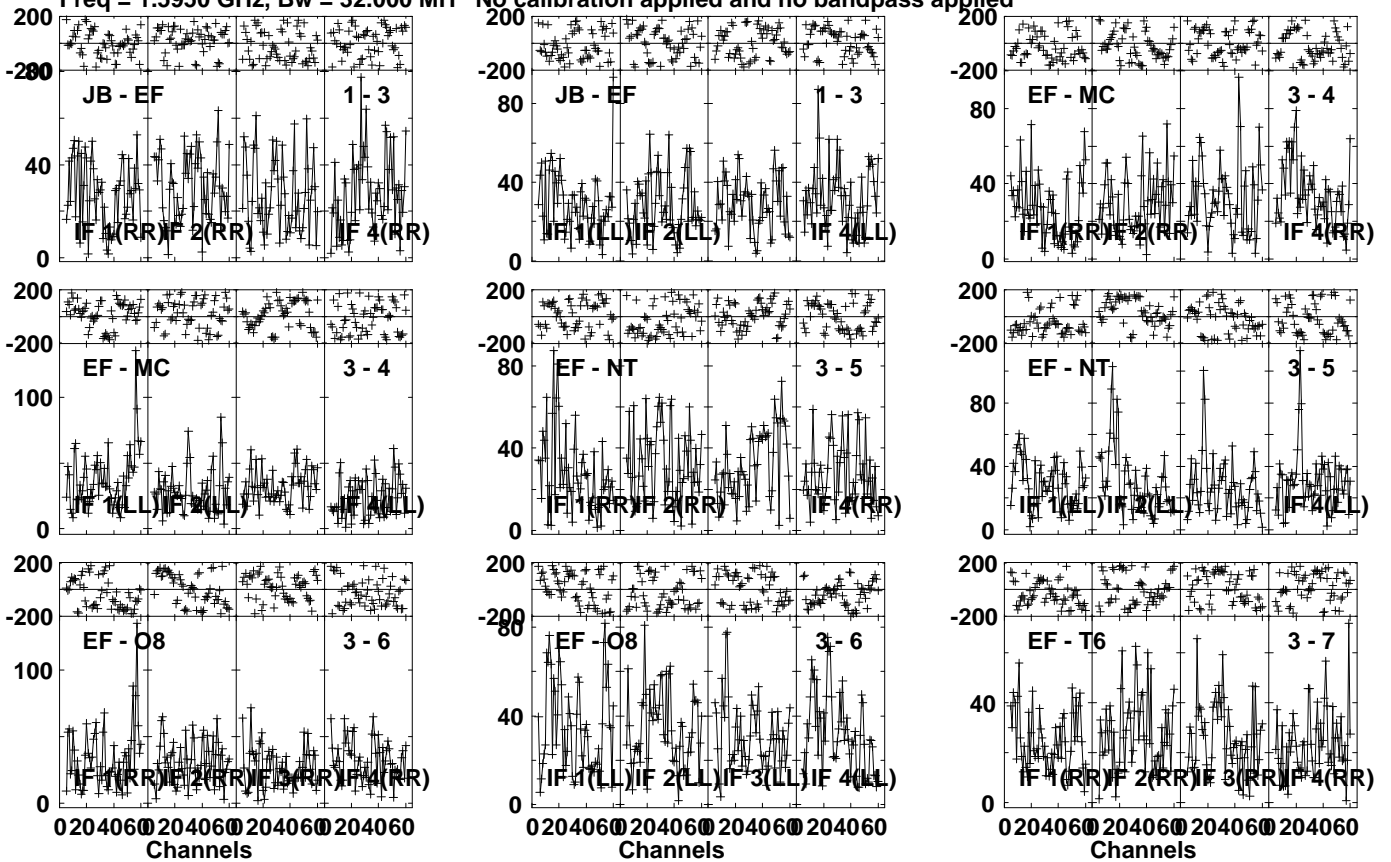 Freq = 1.5950 GHz, Bw = 32.000 MH No calibration applied and no bandpass applied
200
-200
80
JB - EF 1 - 3
40
IF 1(RR) IF 2(RR) IF 4(RR)
0
200
-200
JB - EF 1 - 3
80
40
IF 1(LL) IF 2(LL) IF 4(LL)
0
200
-200
EF - MC 3 - 4
80
40
IF 1(RR) IF 2(RR) IF 4(RR)
0
200
-200
EF - MC 3 - 4
100
IF 1(LL) IF 2(LL) IF 4(LL)
0
200
-200
EF - NT 3 - 5
80
40
IF 1(RR) IF 2(RR) IF 4(RR)
0
200
-200
EF - NT 3 - 5
80
40
IF 1(LL) IF 2(LL) IF 4(LL)
0
200
-200
EF - O8 3 - 6
100
IF 1(RR) IF 2(RR) IF 3(RR) IF 4(RR)
0
0 20 40 60 0 20 40 60 0 20 40 60 0 20 40 60
Channels
200
-200
80
EF - O8 3 - 6
40
IF 1(LL) IF 2(LL) IF 3(LL) IF 4(LL)
0
0 20 40 60 0 20 40 60 0 20 40 60 0 20 40 60
Channels
200
-200
EF - T6 3 - 7
40
IF 1(RR) IF 2(RR) IF 3(RR) IF 4(RR)
0
0 20 40 60 0 20 40 60 0 20 40 60 0 20 40 60
Channels